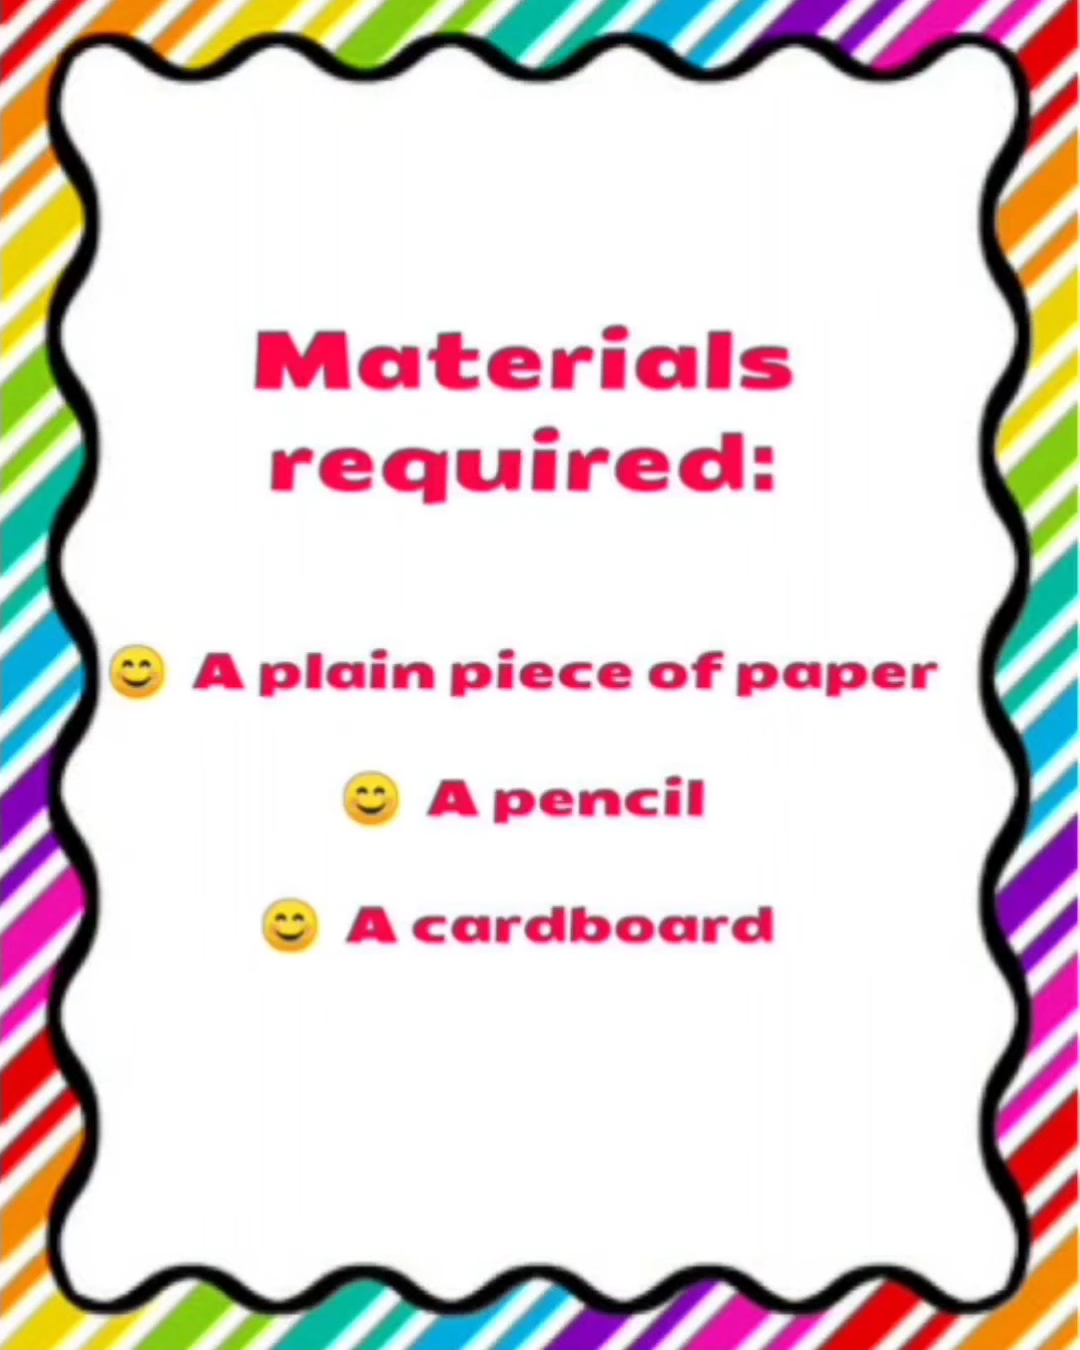 Materials
required:
😊 A plain piece of paper
😊 A pencil
😊 A cardboard